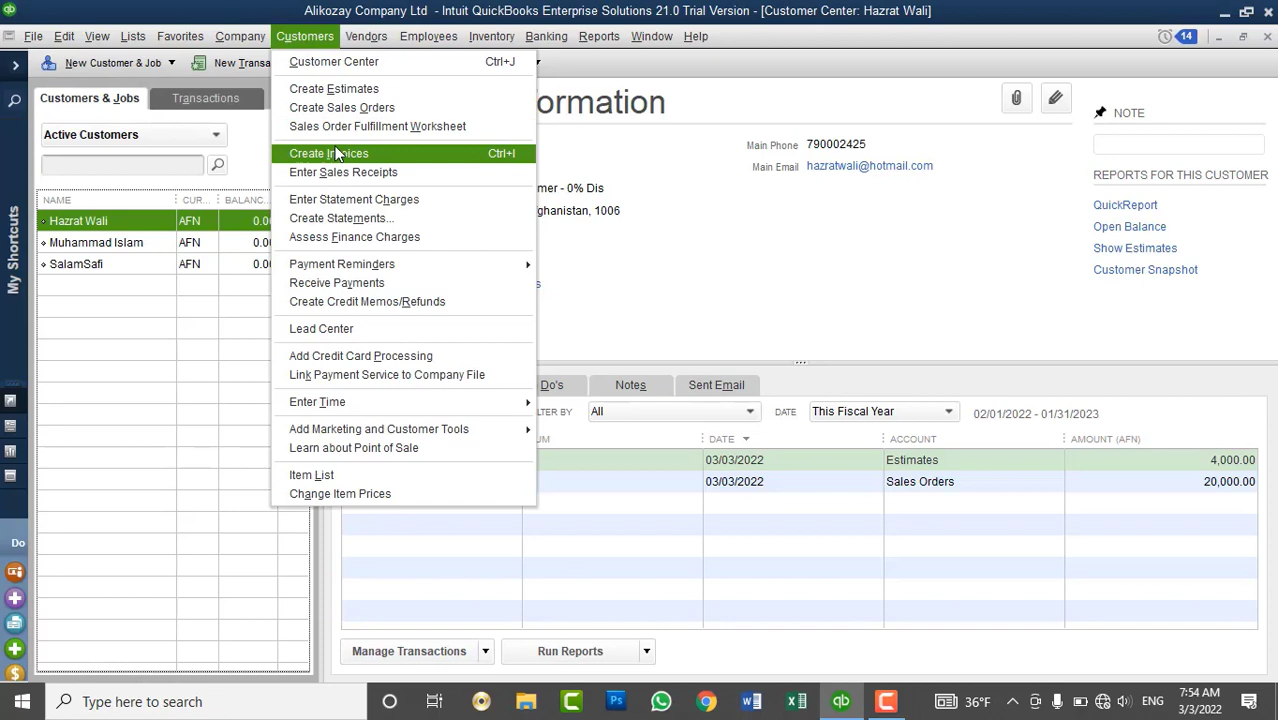 Alikozay Company Ltd - Intuit QuickBooks Enterprise Solutions 21.0 Trial Version - [Customer Center: Hazrat Wali]
File Edit View Lists Favorites Company Customers Vendors Employees Inventory Banking Reports Window Help 14
New Customer & Job New Transa
Customers & Jobs Transactions
Active Customers
NAME CUR... BALANC...
Hazrat Wali AFN 0.00
Muhammad Islam AFN 0.00
SalamSafi AFN 0.00
My Shortcuts
Do
Customer Center Ctrl+J
Create Estimates
Create Sales Orders
Sales Order Fulfillment Worksheet
Create Invoices Ctrl+I
Enter Sales Receipts
Enter Statement Charges
Create Statements...
Assess Finance Charges
Payment Reminders
Receive Payments
Create Credit Memos/Refunds
Lead Center
Add Credit Card Processing
Link Payment Service to Company File
Enter Time
Add Marketing and Customer Tools
Learn about Point of Sale
Item List
Change Item Prices
ormation
Main Phone 790002425
Main Email hazratwali@hotmail.com
omer - 0% Dis
fghanistan, 1006
s
NOTE
REPORTS FOR THIS CUSTOMER
QuickReport
Open Balance
Show Estimates
Customer Snapshot
Do's Notes Sent Email
LTER BY All DATE This Fiscal Year 02/01/2022 - 01/31/2023
UM DATE ACCOUNT AMOUNT (AFN)
03/03/2022 Estimates 4,000.00
03/03/2022 Sales Orders 20,000.00
Manage Transactions Run Reports
Type here to search 36°F ENG 7:54 AM
3/3/2022